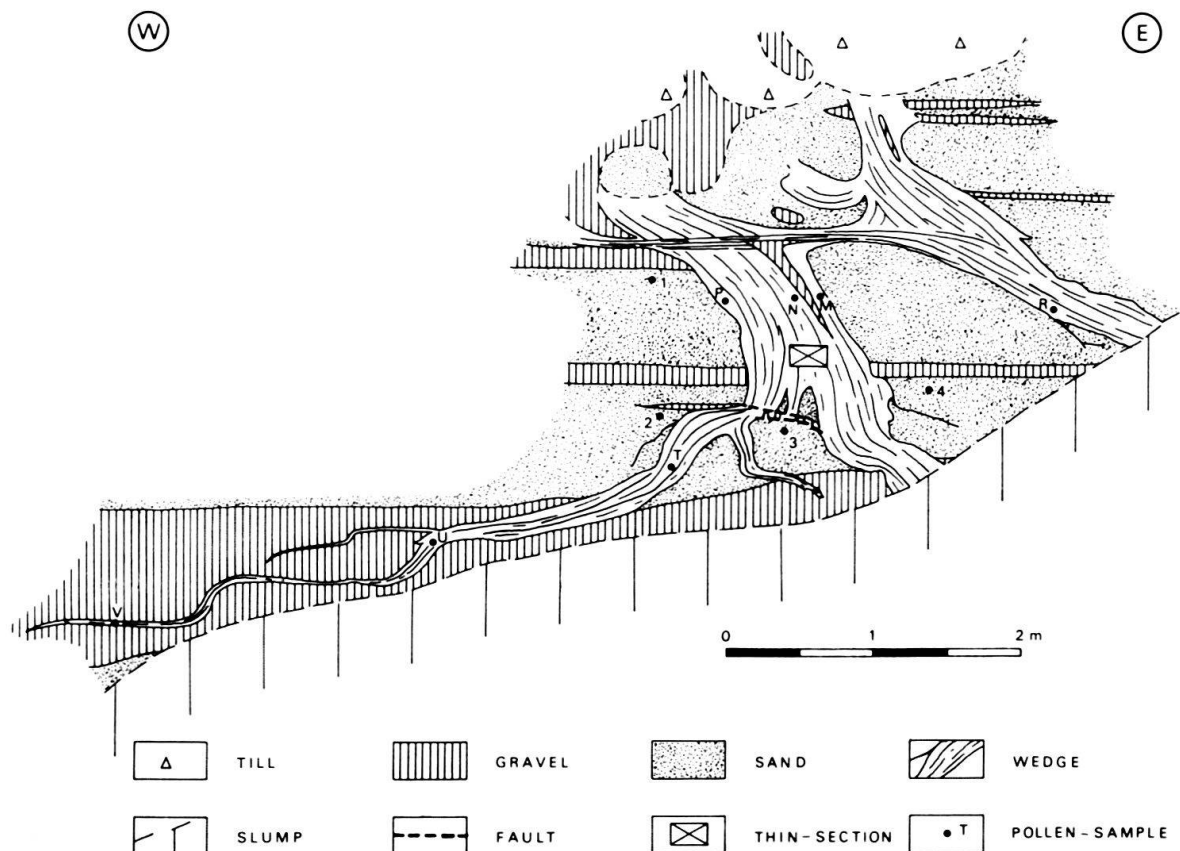 W
E
1
P
N
M
R
4
2
3
T
U
V
0 1 2 m
TILL GRAVEL SAND WEDGE
SLUMP FAULT THIN-SECTION T POLLEN-SAMPLE